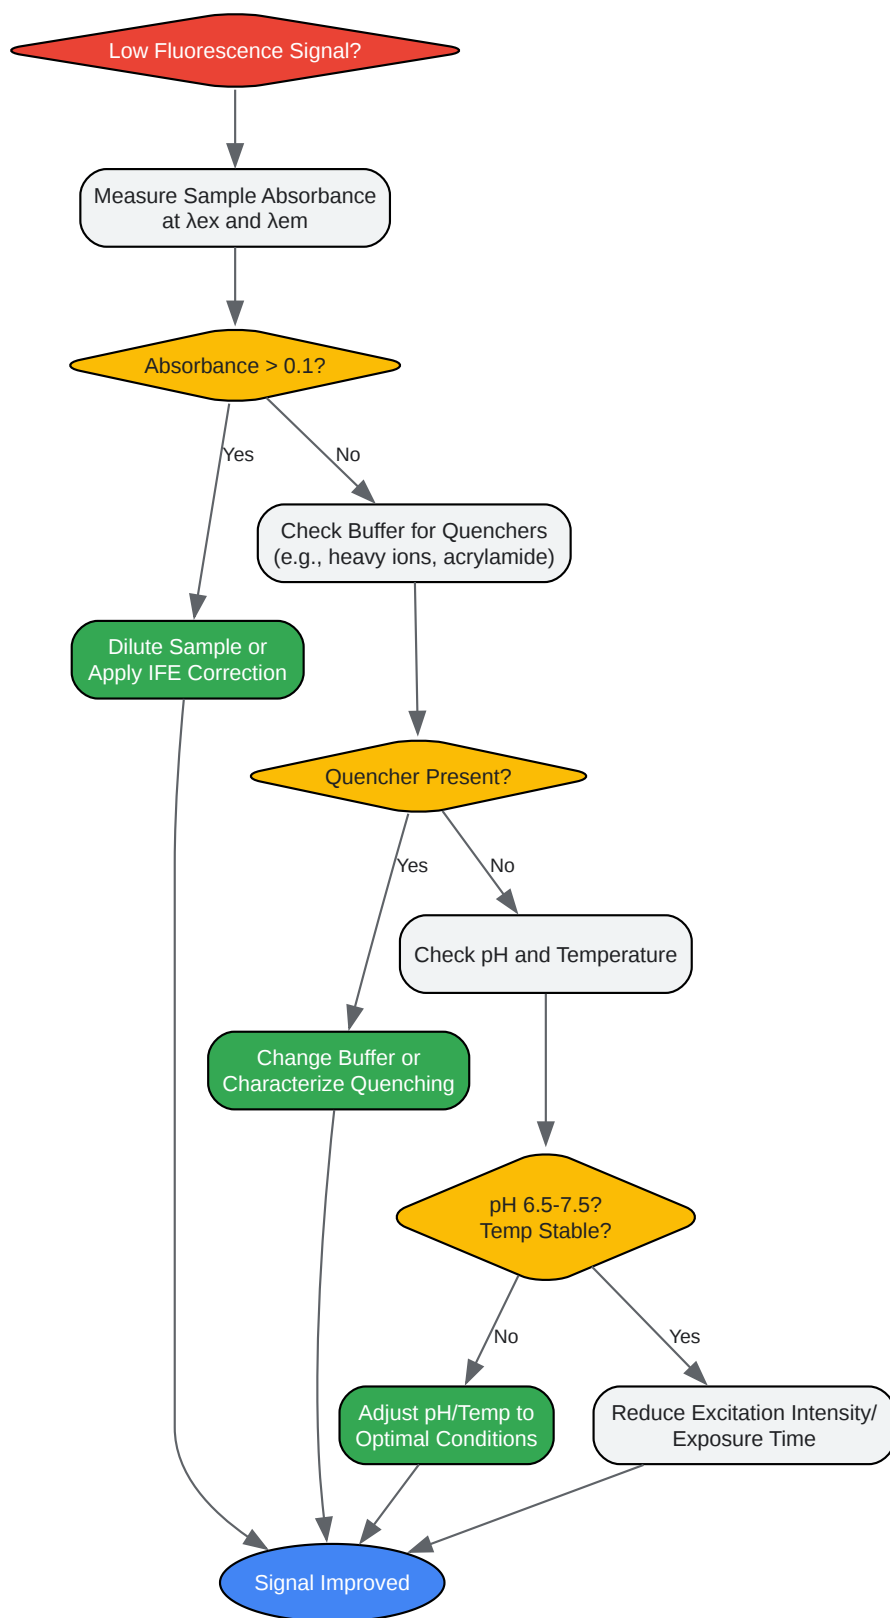 Low Fluorescence Signal?
Measure Sample Absorbance
at λex and λem
Absorbance > 0.1?
Yes
No
Check Buffer for Quenchers
(e.g., heavy ions, acrylamide)
Dilute Sample or
Apply IFE Correction
Quencher Present?
Yes
No
Check pH and Temperature
Change Buffer or
Characterize Quenching
pH 6.5-7.5?
Temp Stable?
No
Yes
Adjust pH/Temp to
Optimal Conditions
Reduce Excitation Intensity/
Exposure Time
Signal Improved